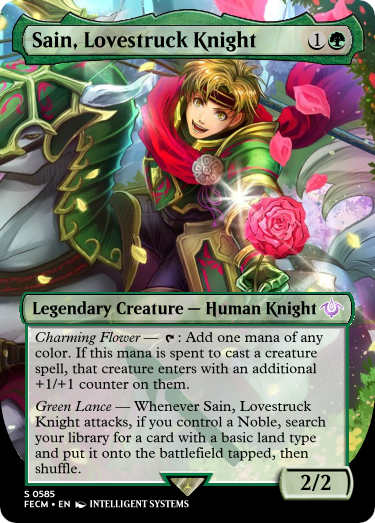 Sain, Lovestruck Knight 1
Legendary Creature — Human Knight
Charming Flower — : Add one mana of any
color. If this mana is spent to cast a creature
spell, that creature enters with an additional
+1/+1 counter on them.
Green Lance — Whenever Sain, Lovestruck
Knight attacks, if you control a Noble, search
your library for a card with a basic land type
and put it onto the battlefield tapped, then
shuffle.
2/2
S 0585
FECM • EN INTELLIGENT SYSTEMS